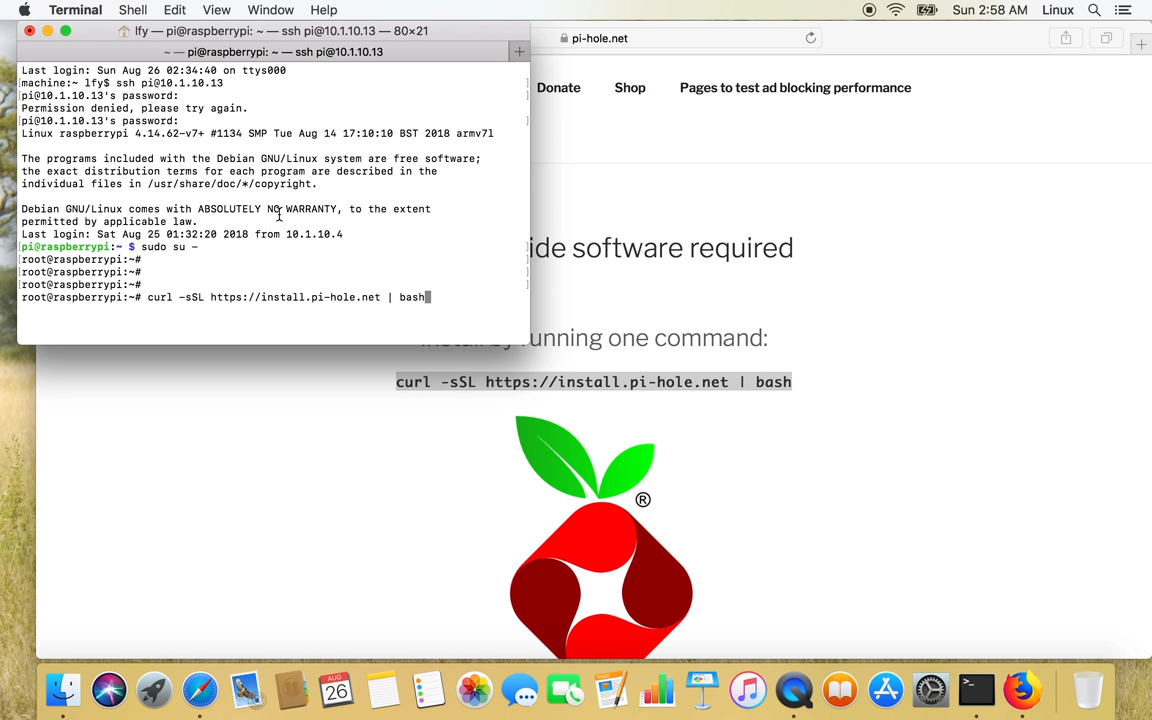 Terminal Shell Edit View Window Help
Sun 2:58 AM Linux
lfy — pi@raspberrypi: ~ — ssh pi@10.1.10.13 — 80×21
~ — pi@raspberrypi: ~ — ssh pi@10.1.10.13
Last login: Sun Aug 26 02:34:40 on ttys000
[machine:~ lfy$ ssh pi@10.1.10.13 ]
[pi@10.1.10.13's password: ]
Permission denied, please try again.
[pi@10.1.10.13's password: ]
Linux raspberrypi 4.14.62-v7+ #1134 SMP Tue Aug 14 17:10:10 BST 2018 armv7l
The programs included with the Debian GNU/Linux system are free software;
the exact distribution terms for each program are described in the
individual files in /usr/share/doc/*/copyright.
Debian GNU/Linux comes with ABSOLUTELY NO WARRANTY, to the extent
permitted by applicable law.
Last login: Sat Aug 25 01:32:20 2018 from 10.1.10.4
[pi@raspberrypi:~ $ sudo su - ]
[root@raspberrypi:~# ]
[root@raspberrypi:~# ]
[root@raspberrypi:~# ]
root@raspberrypi:~# curl -sSL https://install.pi-hole.net | bash
pi-hole.net
Donate Shop Pages to test ad blocking performance
ide software required
running one command:
curl -sSL https://install.pi-hole.net | bash
®
AUG
26
>_